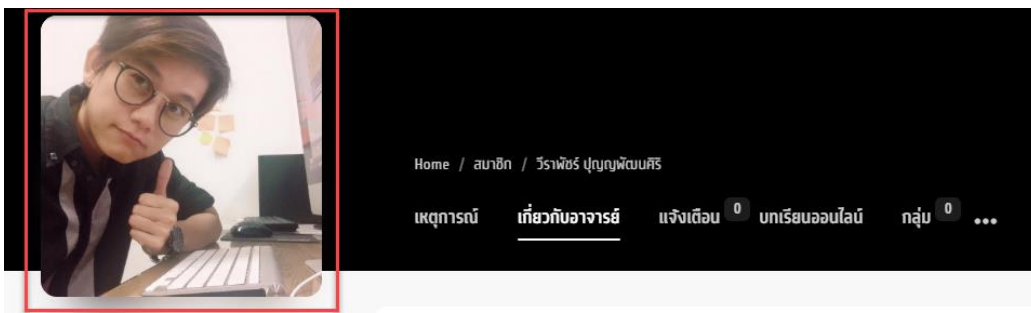 Home / สมาชิก / วีราพัชร์ ปุญญพัฒนศิริ
เหตุการณ์ เกี่ยวกับอาจารย์ แจ้งเตือน 0 บทเรียนออนไลน์ กลุ่ม 0 •••